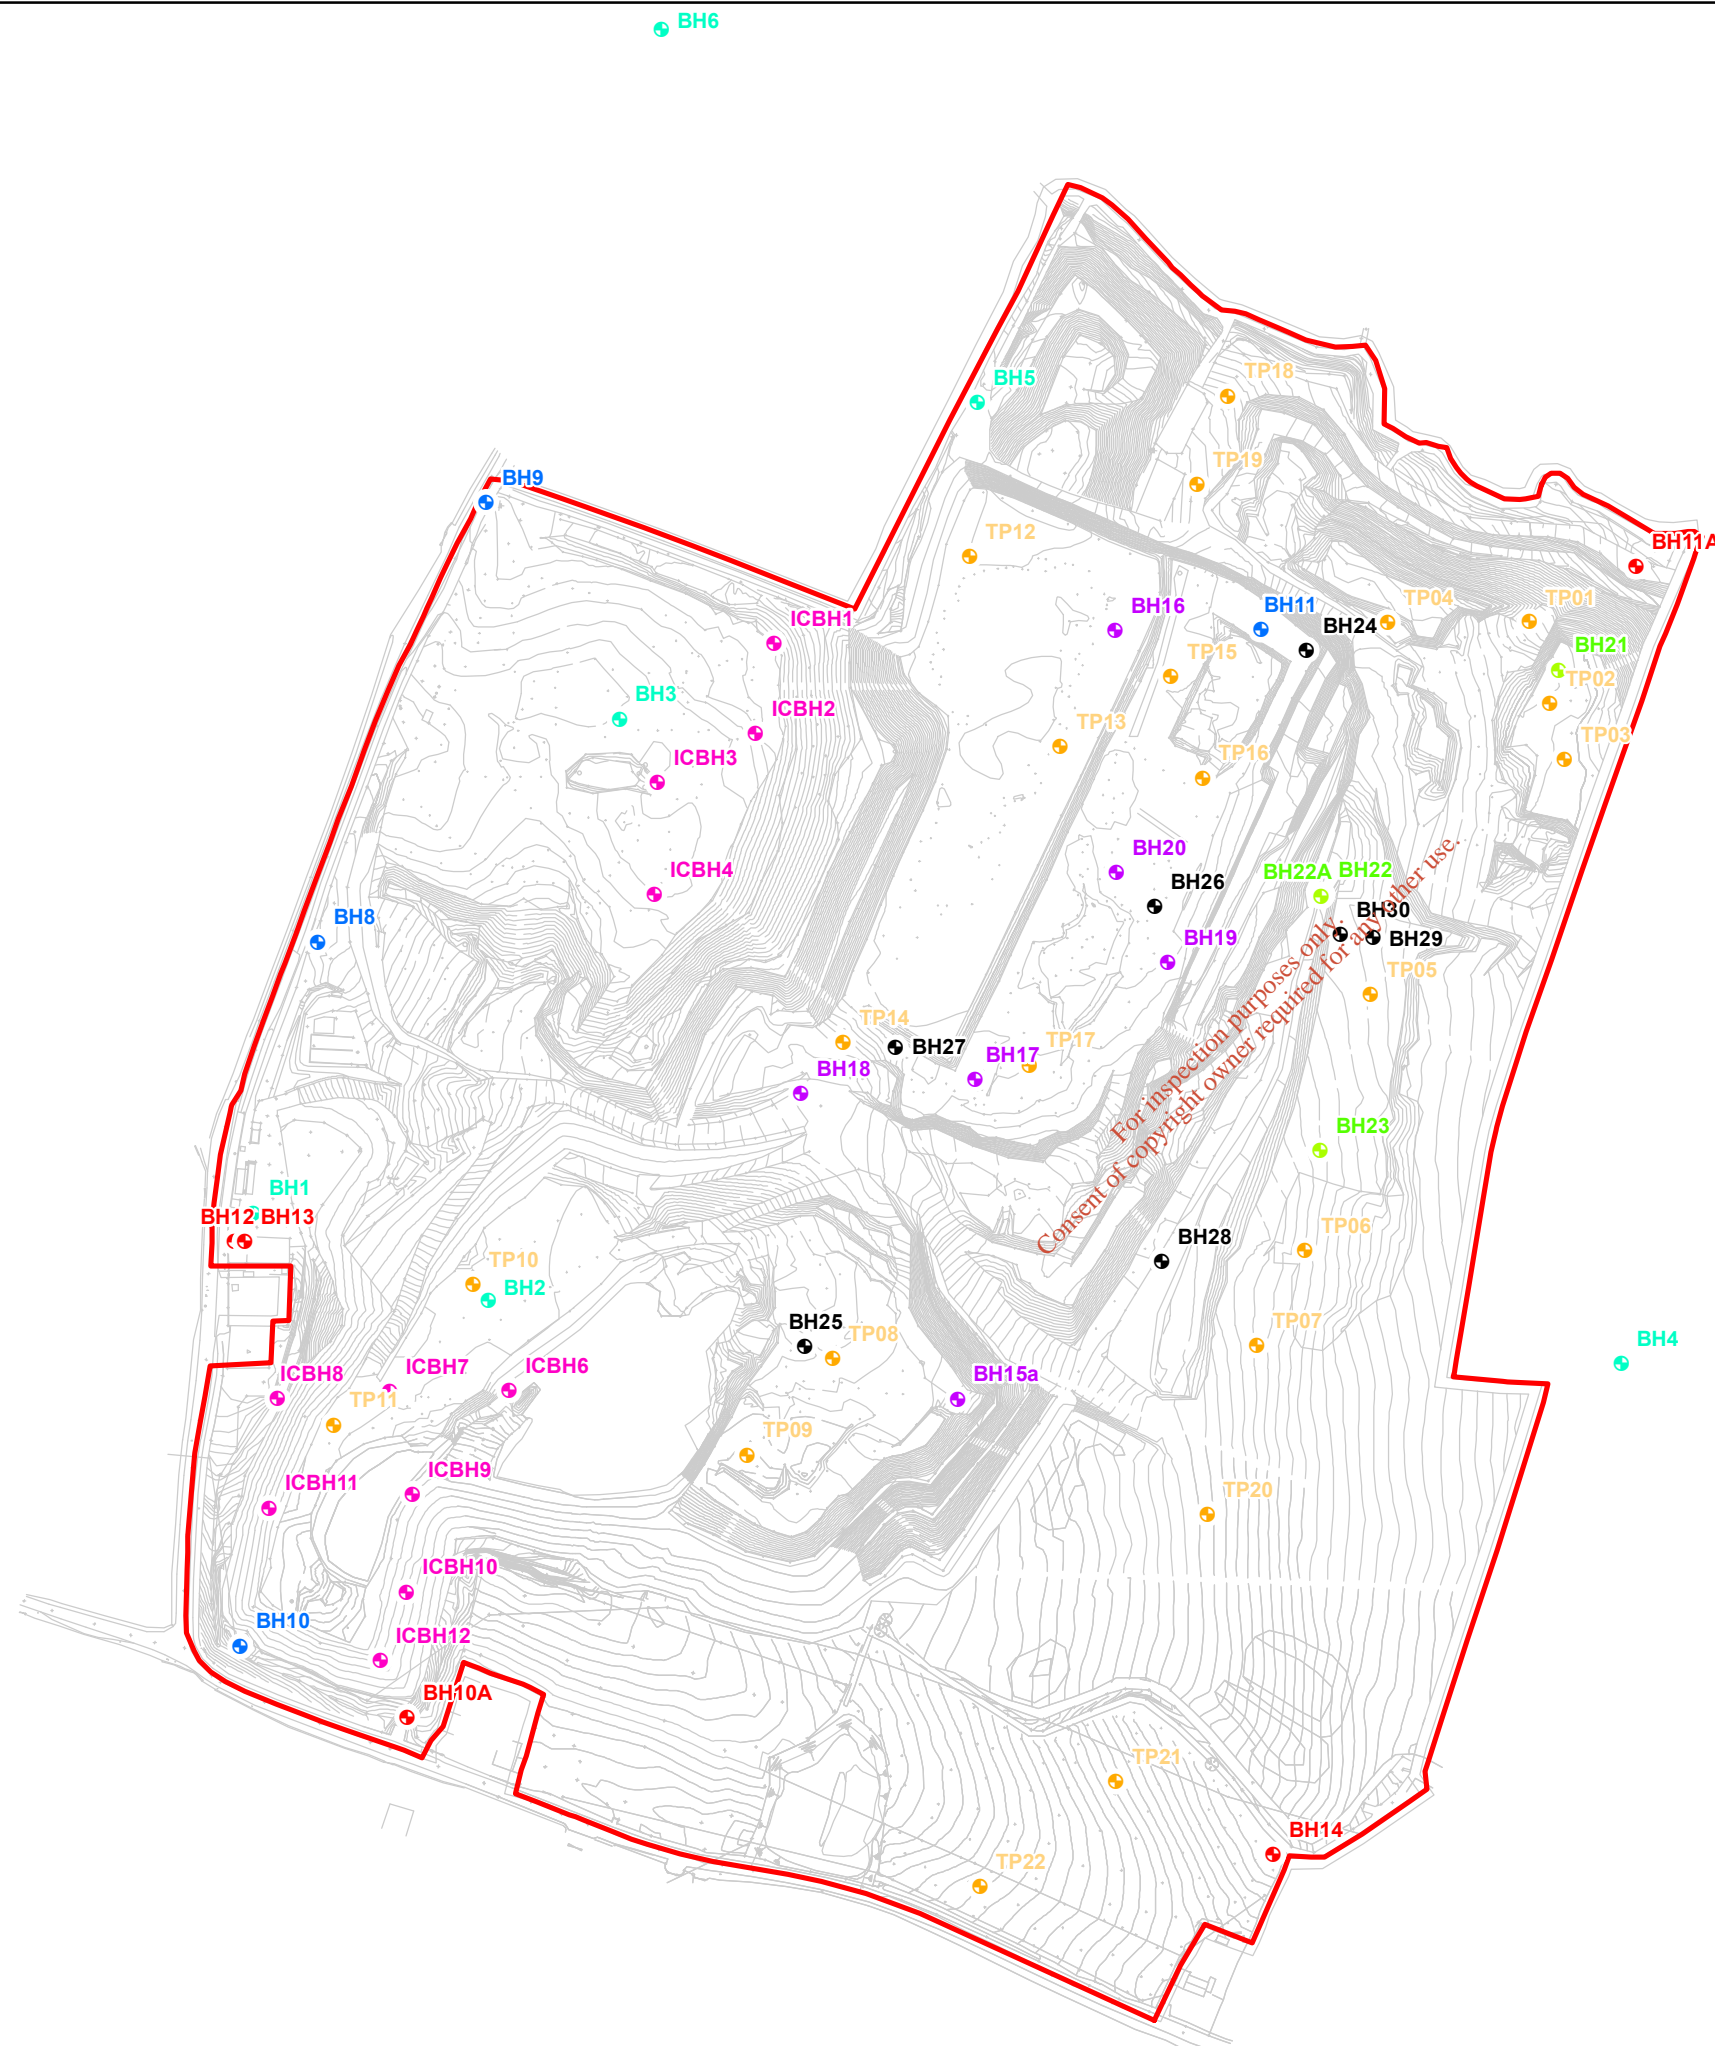 BH6
BH5
TP18
TP19
BH9
TP12
BH11A
ICBH1
BH16
BH11
BH24
TP04
TP01
BH21
TP15
TP02
BH3
ICBH2
TP13
TP03
ICBH3
TP16
ICBH4
BH20
BH26
BH22A
BH22
BH8
BH30
BH19
BH29
TP05
For inspection purposes only.
Consent of copyright owner required for any other use.
TP14
BH27
BH17
TP17
BH18
BH23
BH1
BH12
BH13
TP06
BH28
TP10
BH2
BH25
TP08
TP07
BH4
ICBH8
ICBH7
ICBH6
BH15a
TP11
TP09
ICBH9
ICBH11
TP20
ICBH10
BH10
ICBH12
BH10A
TP21
BH14
TP22